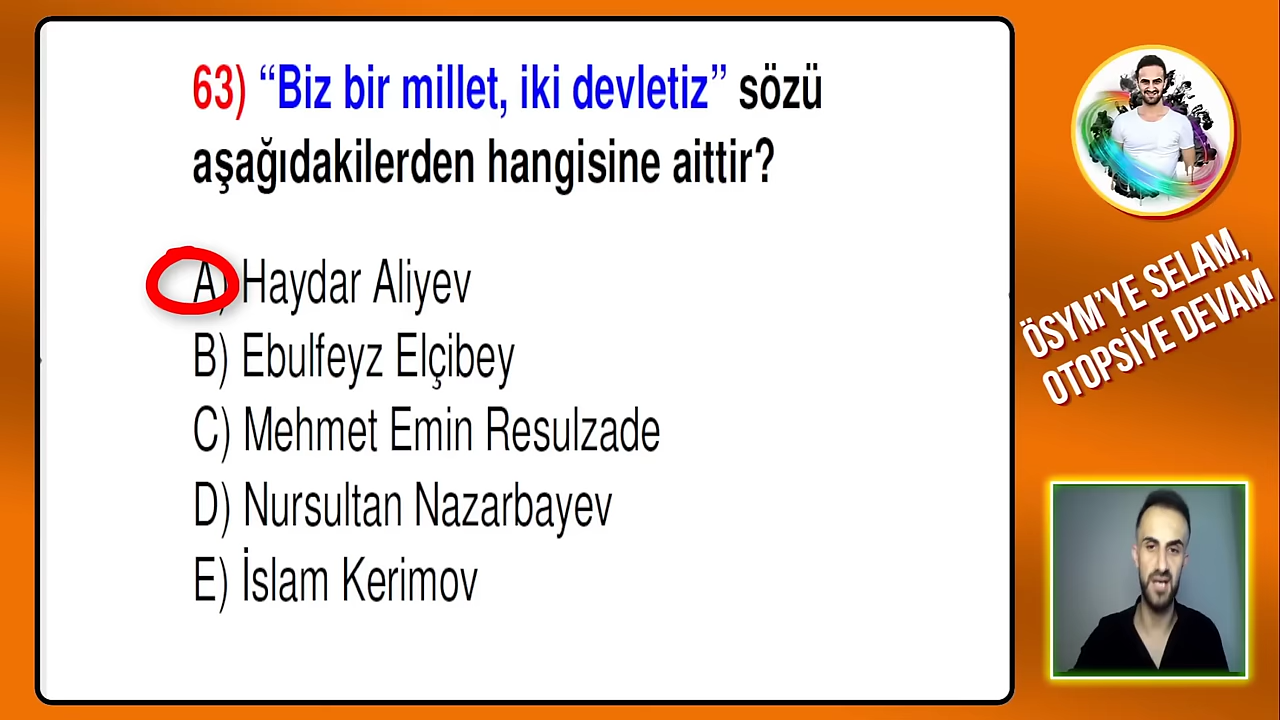 63) “Biz bir millet, iki devletiz” sözü
aşağıdakilerden hangisine aittir?
A) Haydar Aliyev
B) Ebulfeyz Elçibey
C) Mehmet Emin Resulzade
D) Nursultan Nazarbayev
E) İslam Kerimov
ÖSYM’YE SELAM,
OTOPSİYE DEVAM